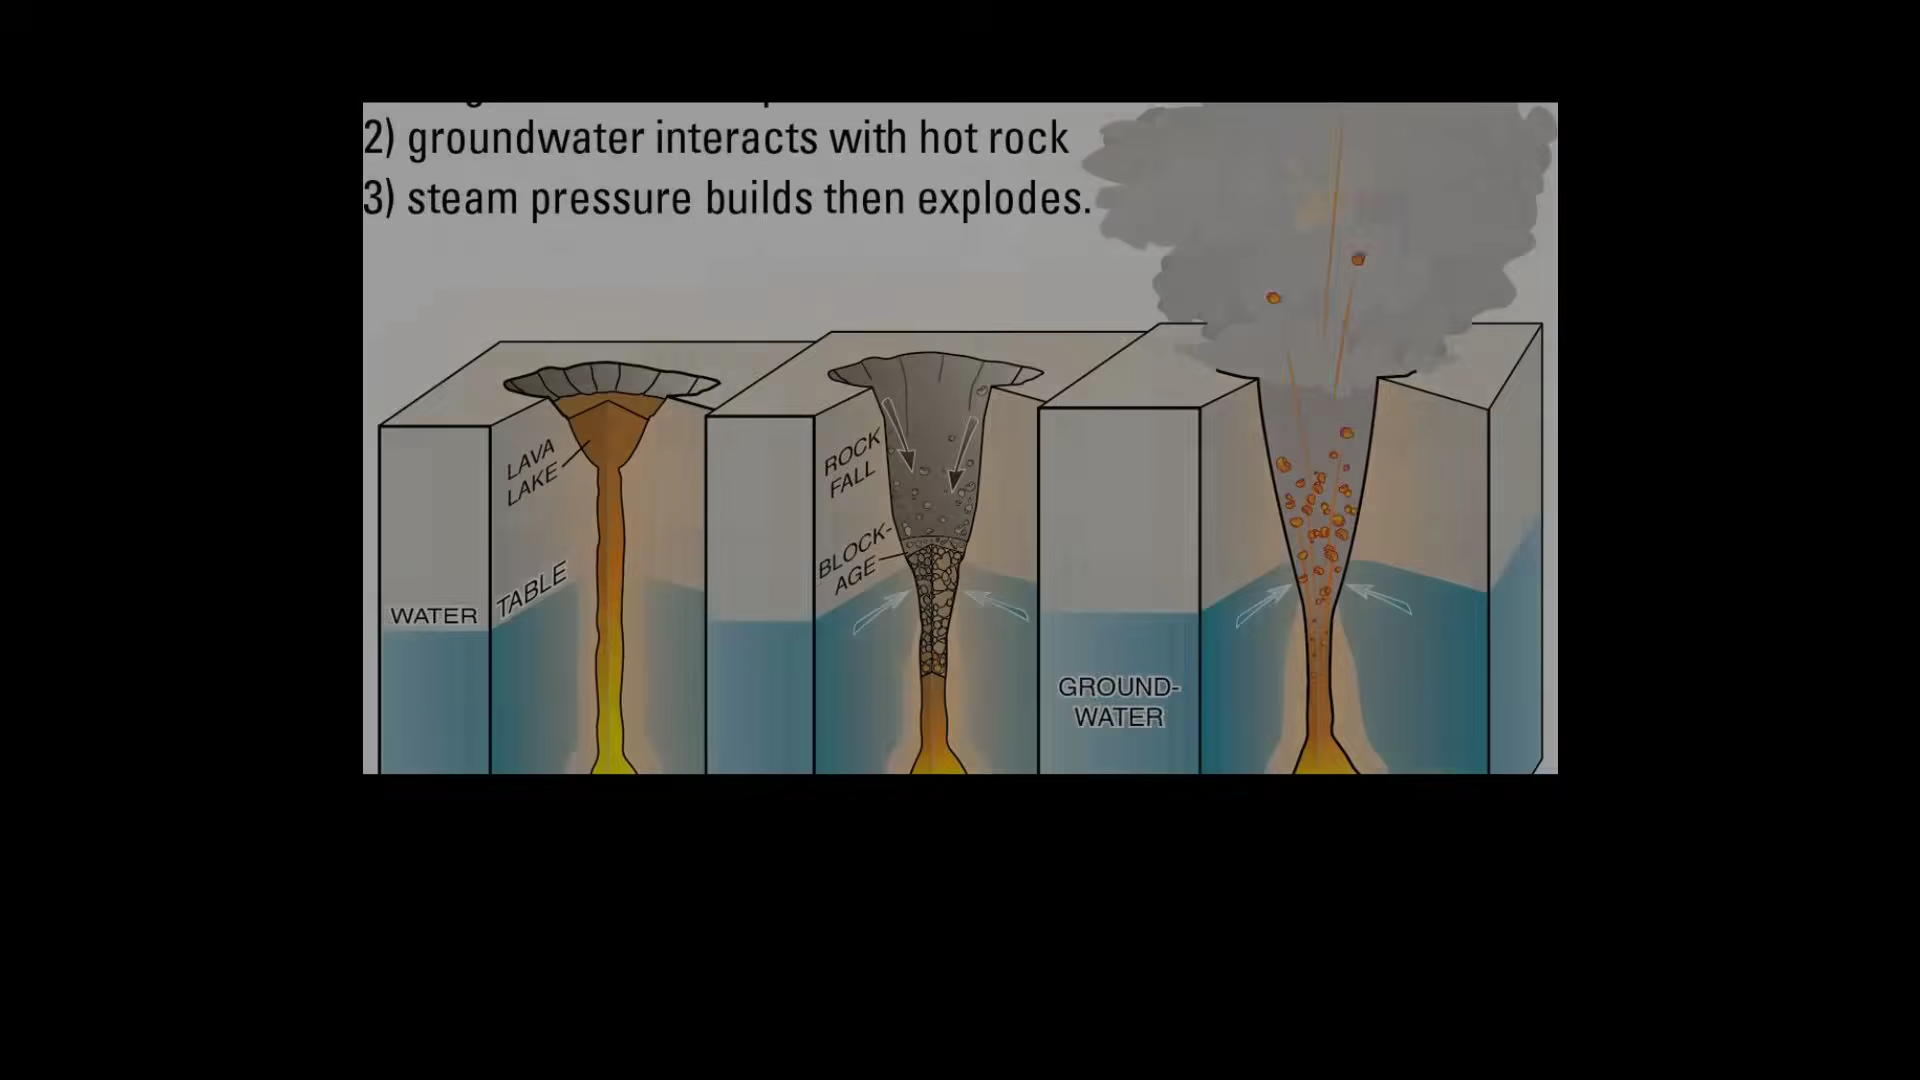 2) groundwater interacts with hot rock
3) steam pressure builds then explodes.
LAVA
LAKE
WATER TABLE
ROCK
FALL
BLOCK-
AGE
GROUND-
WATER